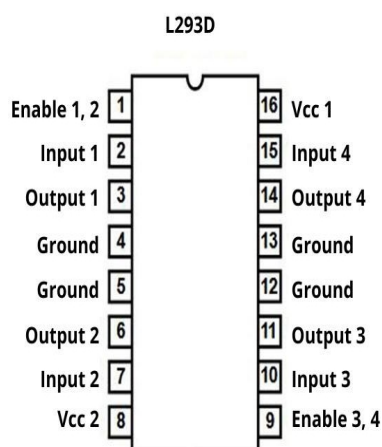 L293D
Enable 1, 2 1 16 Vcc 1
Input 1 2 15 Input 4
Output 1 3 14 Output 4
Ground 4 13 Ground
Ground 5 12 Ground
Output 2 6 11 Output 3
Input 2 7 10 Input 3
Vcc 2 8 9 Enable 3, 4